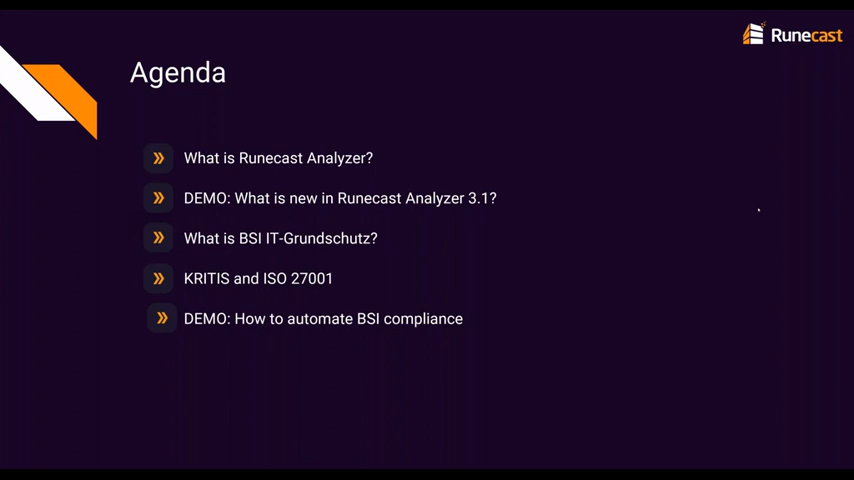 Runecast
Agenda
What is Runecast Analyzer?
DEMO: What is new in Runecast Analyzer 3.1?
What is BSI IT-Grundschutz?
KRITIS and ISO 27001
DEMO: How to automate BSI compliance